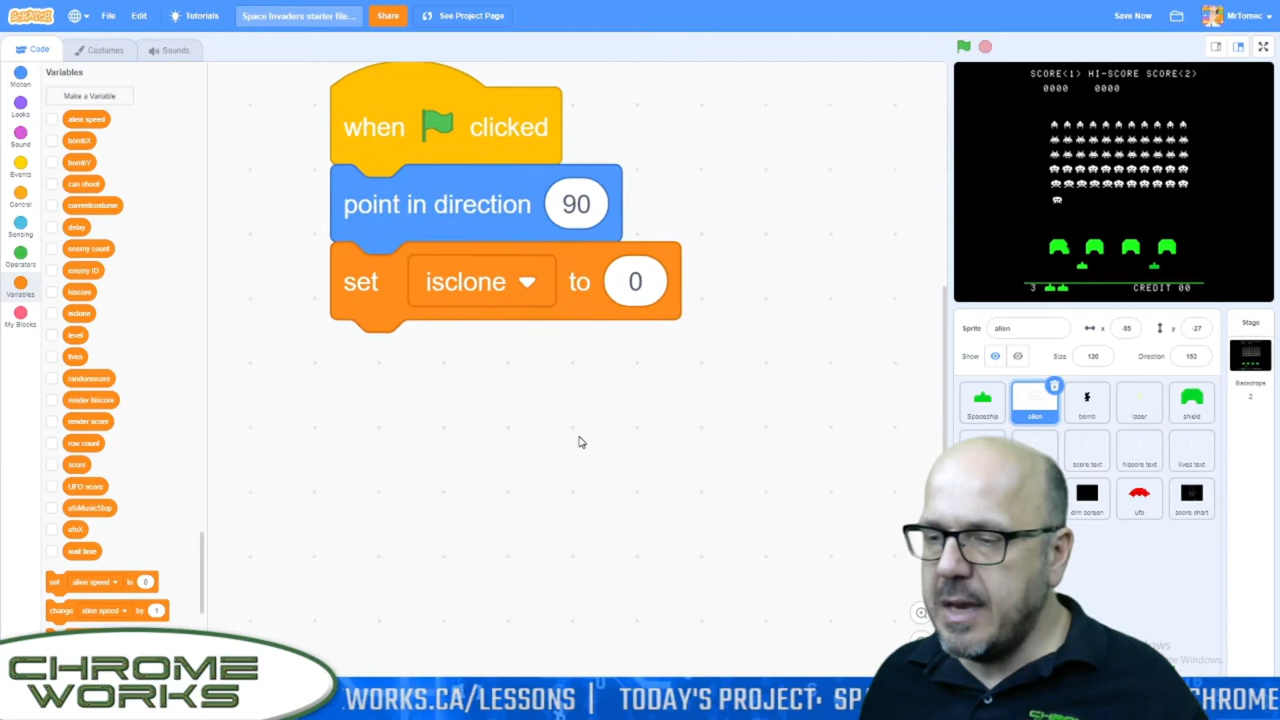 SCRATCH
File
Edit
Tutorials
Space Invaders starter file...
Share
See Project Page
Save Now
MrTomec
Code
Costumes
Sounds
Motion
Looks
Sound
Events
Control
Sensing
Operators
Variables
My Blocks
Variables
Make a Variable
alien speed
bombX
bombY
can shoot
currentcostume
delay
enemy count
enemy ID
hiscore
isclone
level
lives
randomscore
render hiscore
render score
row count
score
UFO score
ufoMusicStop
ufoX
wait time
set alien speed to 0
change alien speed by 1
when clicked
point in direction 90
set isclone to 0
SCORE<1> HI-SCORE SCORE<2>
0000 0000
3 CREDIT 00
Sprite alien x -85 y -27
Show Size 120 Direction 153
Stage
Backdrops
2
Spaceship
alien
bomb
laser
shield
score text
hiscore text
lives text
dim screen
ufo
score chart
CHROME
WORKS
.WORKS.CA/LESSONS | TODAY'S PROJECT: SPA
CHROME